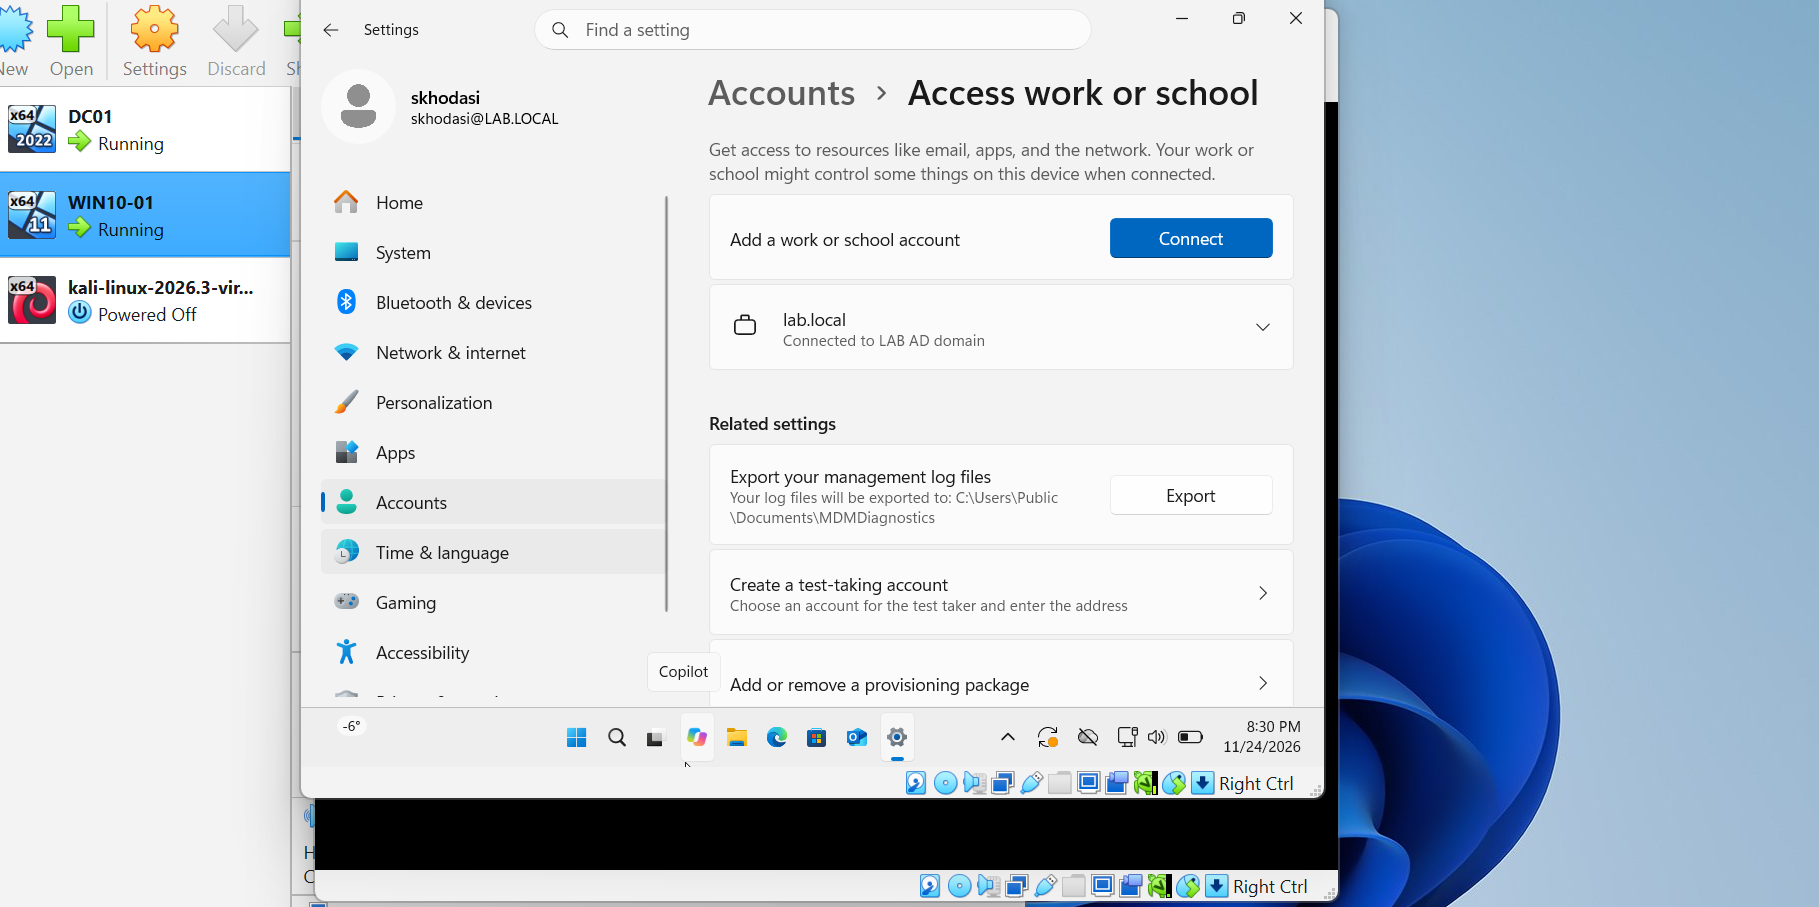 New
Open
Settings
Discard
x64
2022
DC01
Running
x64
11
WIN10-01
Running
x64
kali-linux-2026.3-vir...
Powered Off
Settings
Find a setting
skhodasi
skhodasi@LAB.LOCAL
Home
System
Bluetooth & devices
Network & internet
Personalization
Apps
Accounts
Time & language
Gaming
Accessibility
Accounts > Access work or school
Get access to resources like email, apps, and the network. Your work or
school might control some things on this device when connected.
Add a work or school account
Connect
lab.local
Connected to LAB AD domain
Related settings
Export your management log files
Your log files will be exported to: C:\Users\Public
\Documents\MDMDiagnostics
Export
Create a test-taking account
Choose an account for the test taker and enter the address
Add or remove a provisioning package
Copilot
-6°
8:30 PM
11/24/2026
Right Ctrl
Right Ctrl